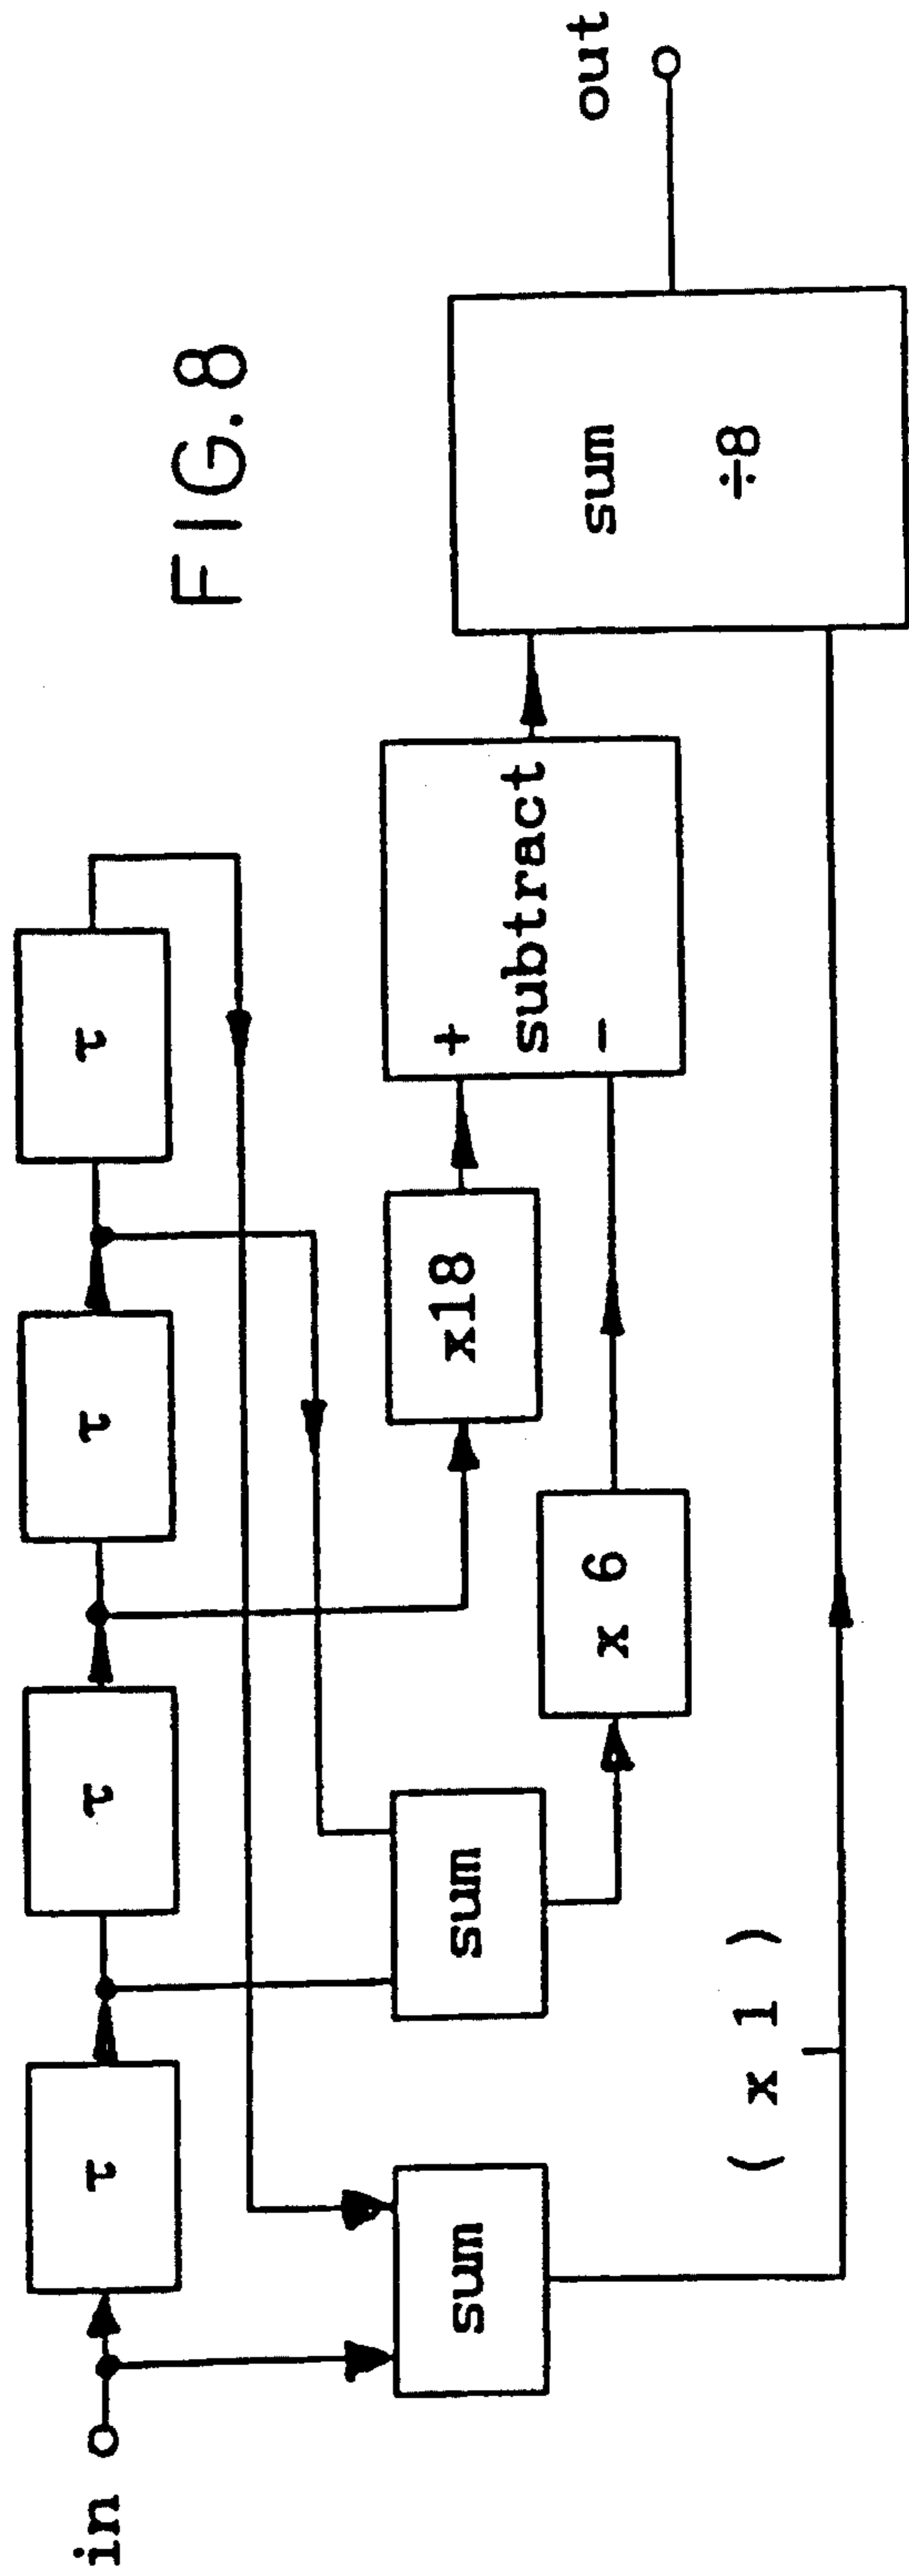 FIG.8
in
τ
τ
τ
τ
sum
sum
x18
x 6
+
subtract
-
( x 1 )
sum
÷8
out